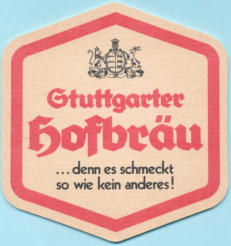 Stuttgarter
Hofbräu
...denn es schmeckt
so wie kein anderes!